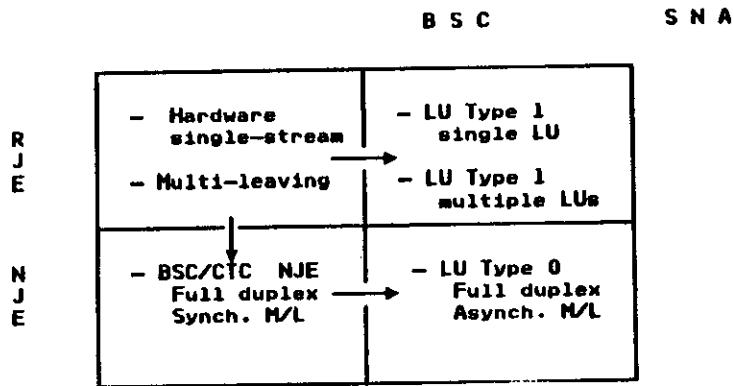 B S C S N A
R
J
E
- Hardware
single-stream
- Multi-leaving
- LU Type 1
single LU
- LU Type 1
multiple LUs
N
J
E
- BSC/CTC NJE
Full duplex
Synch. M/L
- LU Type 0
Full duplex
Asynch. M/L